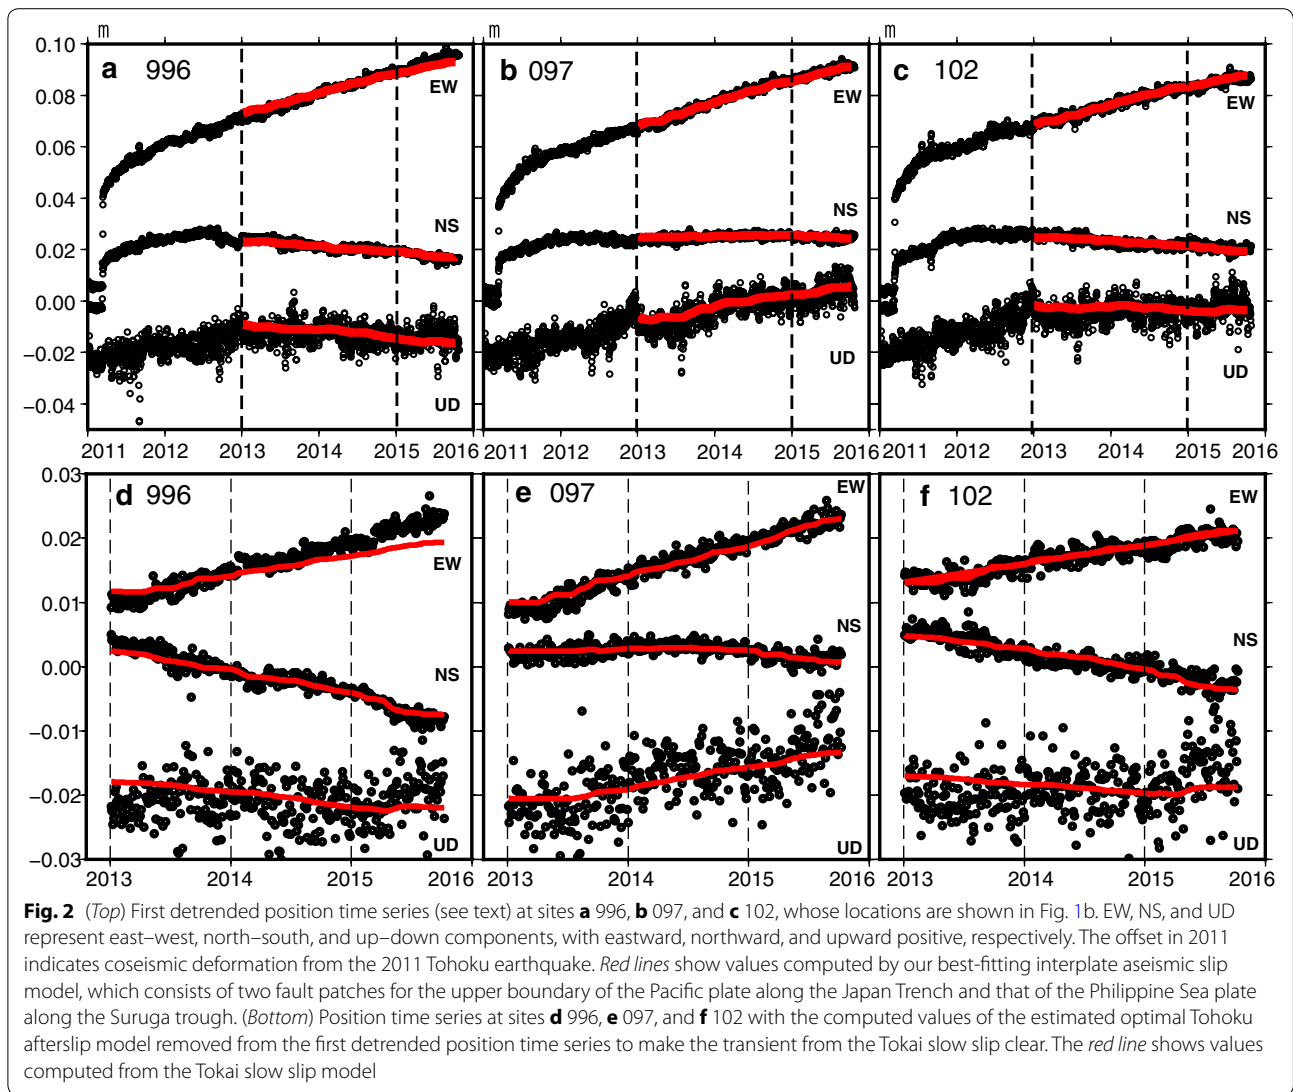 m m m
0.10
0.08
0.06
0.04
0.02
0.00
−0.02
−0.04
a 996
EW
NS
UD
b 097
EW
NS
UD
c 102
EW
NS
UD
2011 2012 2013 2014 2015 2016
2012 2013 2014 2015 2016
2012 2013 2014 2015 2016
0.03
0.02
0.01
0.00
−0.01
−0.02
−0.03
d 996
EW
NS
UD
e 097
EW
NS
UD
f 102
EW
NS
UD
2013 2014 2015 2016
2013 2014 2015 2016
2013 2014 2015 2016
Fig. 2 (Top) First detrended position time series (see text) at sites a 996, b 097, and c 102, whose locations are shown in Fig. 1b. EW, NS, and UD
represent east–west, north–south, and up–down components, with eastward, northward, and upward positive, respectively. The offset in 2011
indicates coseismic deformation from the 2011 Tohoku earthquake. Red lines show values computed by our best-fitting interplate aseismic slip
model, which consists of two fault patches for the upper boundary of the Pacific plate along the Japan Trench and that of the Philippine Sea plate
along the Suruga trough. (Bottom) Position time series at sites d 996, e 097, and f 102 with the computed values of the estimated optimal Tohoku
afterslip model removed from the first detrended position time series to make the transient from the Tokai slow slip clear. The red line shows values
computed from the Tokai slow slip model